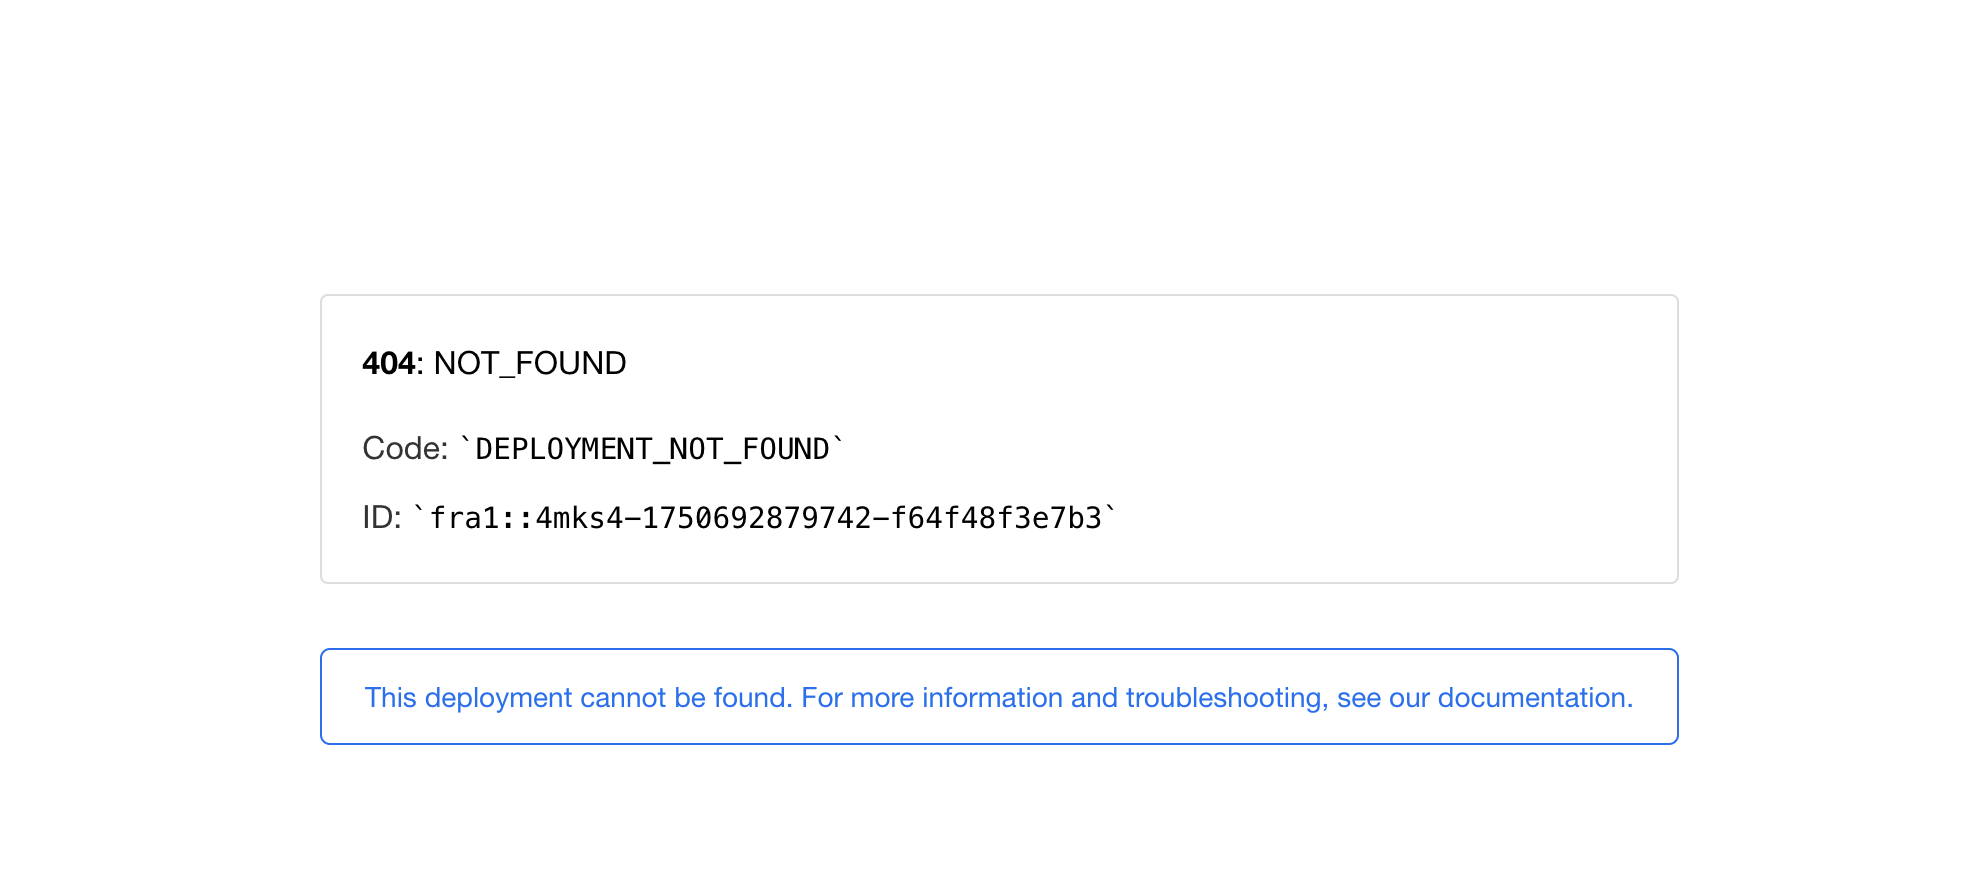 404: NOT_FOUND
Code: `DEPLOYMENT_NOT_FOUND`
ID: `fra1::4mks4-1750692879742-f64f48f3e7b3`
This deployment cannot be found. For more information and troubleshooting, see our documentation.